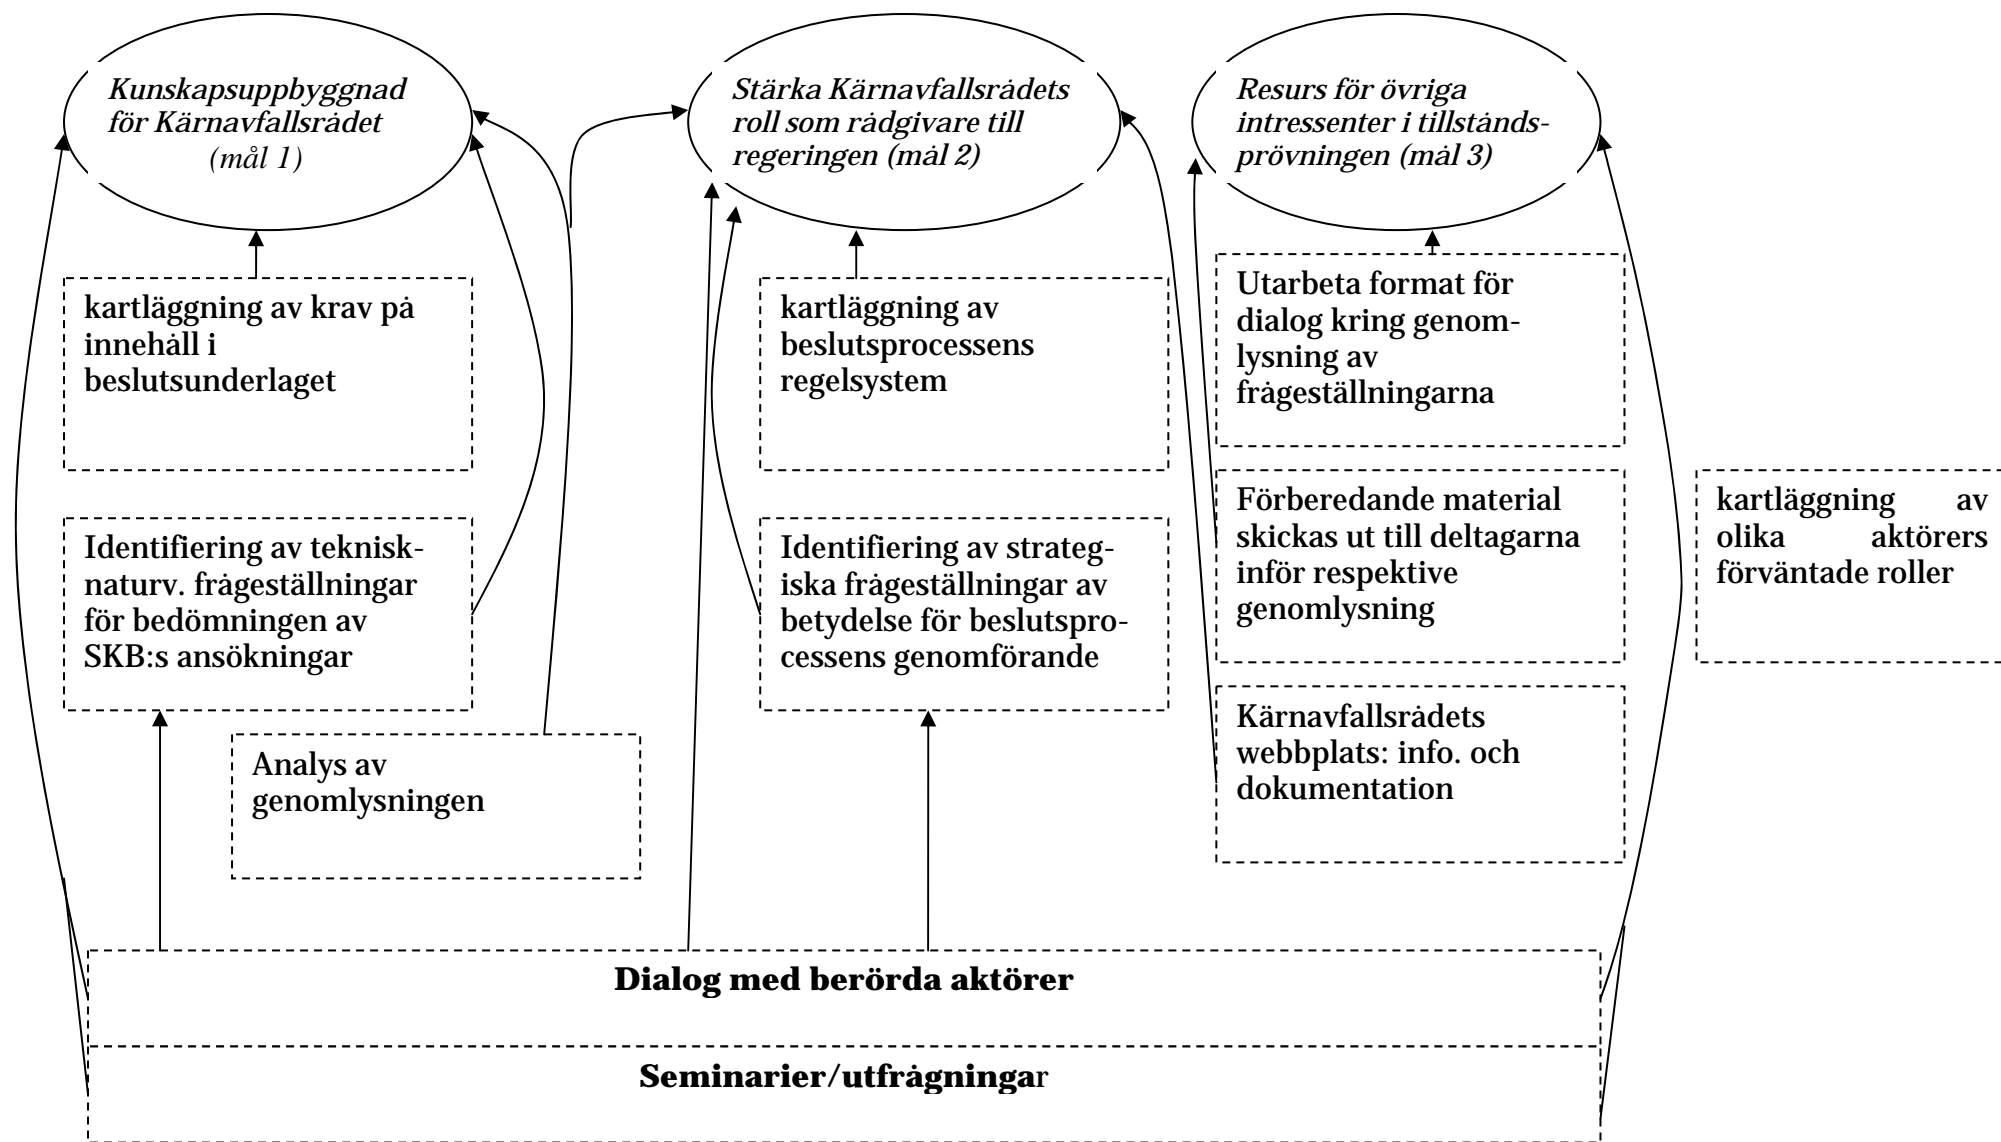 Kunskapsuppbyggnad
för Kärnavfallsrådet
(mål 1)
Stärka Kärnavfallsrådets
roll som rådgivare till
regeringen (mål 2)
Resurs för övriga
intressenter i tillstånds-
prövningen (mål 3)
kartläggning av krav på
innehåll i
beslutsunderlaget
kartläggning av
beslutsprocessens
regelsystem
Utarbeta format för
dialog kring genom-
lysning av
frågeställningarna
Identifiering av teknisk-
naturv. frågeställningar
för bedömningen av
SKB:s ansökningar
Identifiering av strateg-
iska frågeställningar av
betydelse för beslutspro-
cessens genomförande
Förberedande material
skickas ut till deltagarna
inför respektive
genomlysning
kartläggning av
olika aktörers
förväntade roller
Analys av
genomlysningen
Kärnavfallsrådets
webbplats: info. och
dokumentation
Dialog med berörda aktörer
Seminarier/utfrågningar